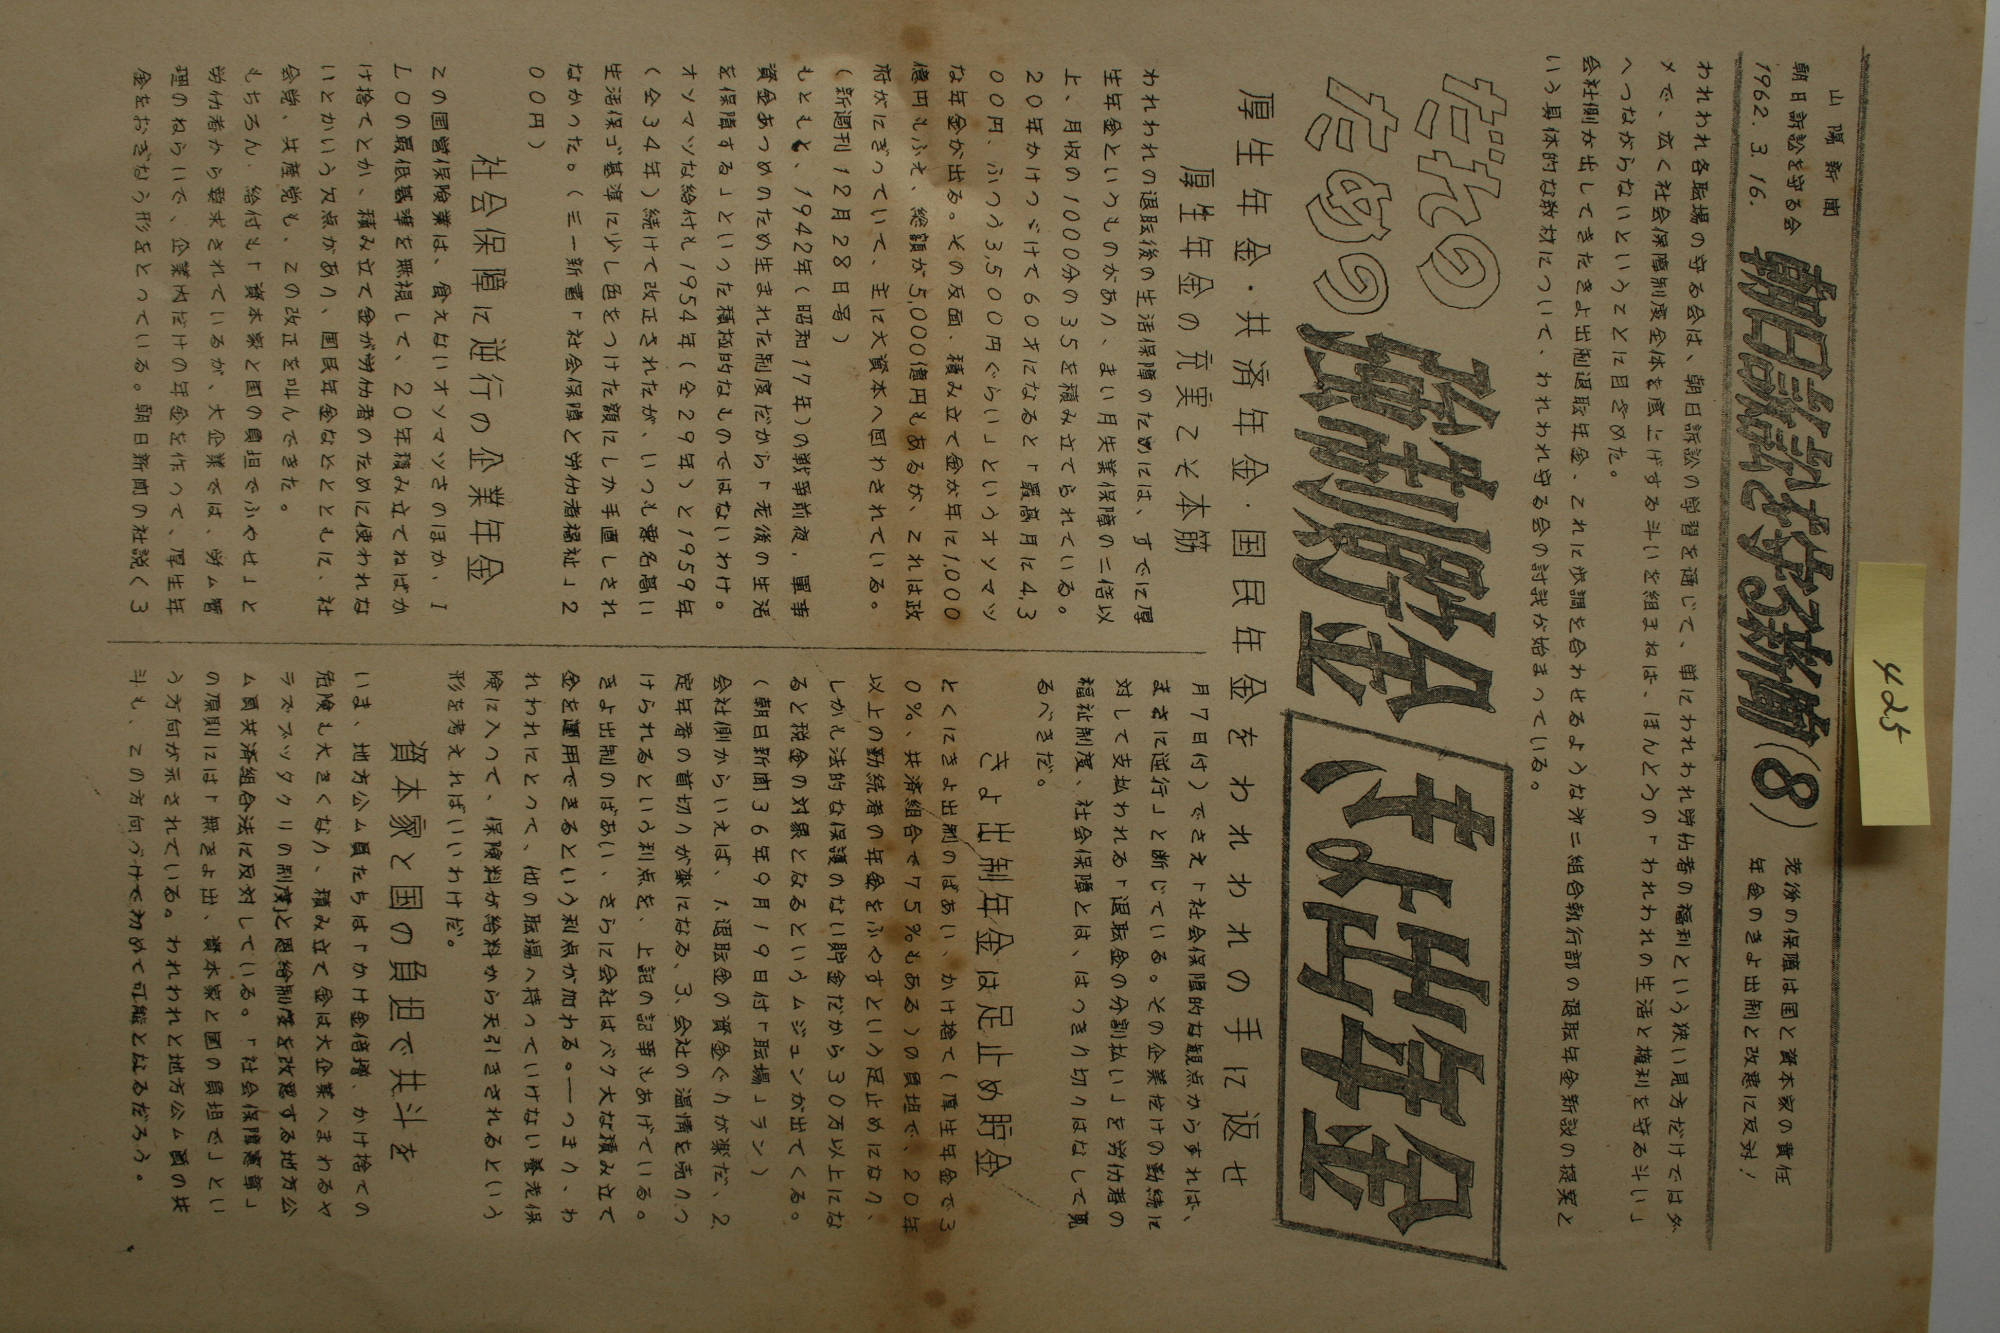 山陽新聞
朝日訴訟を守る会
1962.3.16.
朝日訴訟を守る新聞(8)
老後の保障は国と資本家の責任
年金のきよ出制と改悪に反対！
われわれ各職場の守る会は、朝日訴訟の学習を通じて、単にわれわれ労仂者の福利という狭い見方だけではダ
メで、広く社会保障制度全体を底上げする斗いを組まねば、ほんとうの「われわれの生活と権利を守る斗い」
へつながらないということに目ざめた。
会社側が出してきたきよ出制退職年金、これに歩調を合わせるような第二組合執行部の退職年金新設の提案と
いう具体的な教材について、われわれ守る会の討議が始まっている。
だれの
ための
強制貯金
きよ出年金
厚生年金・共済年金・国民年金をわれわれの手に返せ
厚生年金の充実こそ本筋
われわれの退職後の生活保障のためには、すでに厚
生年金というものがあり、まい月失業保障の二倍以
上、月収の1000分の35を積み立てられている。
20年かけつづけて60才になると「最高月に4,3
00円、ふつう3,500円ぐらい」というオソマツ
な年金が出る。その反面、積み立て金が年に1,000
億円もふえ、総額が5,000億円もあるが、これは政
府がにぎっていて、主に大資本へ回わされている。
（新週刊12月28日号）
もともと、1942年（昭和17年）の戦争前夜、軍事
資金あつめのため生まれた制度だから「老後の生活
を保障する」といった積極的なものではないわけ。
オソマツな給付も1954年（仝29年）と1959年
（仝34年）続けて改正されたが、いつも悪名高い
生活保ゴ基準に少し色をつけた額にしか手直しされ
なかった。（三一新書「社会保障と労仂者福祉」2
00円）
社会保障に逆行の企業年金
この国営保険業は、食えないオソマツさのほか、I
LOの最低基準を無視して、20年積み立てねばか
け捨てとか、積み立て金が労仂者のために使われな
いとかいう欠点があり、国民年金などとともに、社
会党、共産党も、この改正を叫んできた。
もちろん、給付も「資本家と国の負担でふやせ」と
労仂者から要求されているが、大企業では、労ム管
理のねらいで、企業内だけの年金を作って、厚生年
金をおぎなう形をとっている。朝日新聞の社説（3
月7日付）でさえ「社会保障的な観点からすれば、
まさに逆行」と断じている。その企業だけの勤続に
対して支払われる「退職金の分割払い」を労仂者の
福祉制度、社会保障とは、はっきり切りはなして見
るべきだ。
きよ出制年金は足止め貯金
とくにきよ出制のばあい、かけ捨て（厚生年金で3
0％、共済組合で75％もある）の負担で、20年
以上の勤続者の年金をふやすという足止めになり、
しかも法的な保護のない貯金だから30万以上にな
ると税金の対象となるというムジュンが出てくる。
（朝日新聞36年9月19日付「職場」ラン）
会社側からいえば、1、退職金の資金ぐりが楽だ、2、
定年者の首切りが楽になる、3、会社の温情を売りつ
けられるという利点を、上記の記事もあげている。
きよ出制のばあい、さらに会社はバク大な積み立て
金を運用できるという利点が加わる。――つまり、わ
れわれにとって、他の職場へ持っていけない養老保
険に入って、保険料が給料から天引きされるという
形を考えればいいわけだ。
資本家と国の負担で共斗を
いま、地方公ム員たちは「かけ金倍増、かけ捨ての
危険も大きくなり、積み立て金は大企業へまわるヤ
ラズブッタクリの制度」と恩給制度を改悪する地方公
ム員共済組合法に反対している。「社会保障憲章」
の原則には「無きよ出、資本家と国の負担で」とい
う方向が示されている。われわれと地方公ム員の共
斗も、この方向づけで初めて可能となるだろう。
425